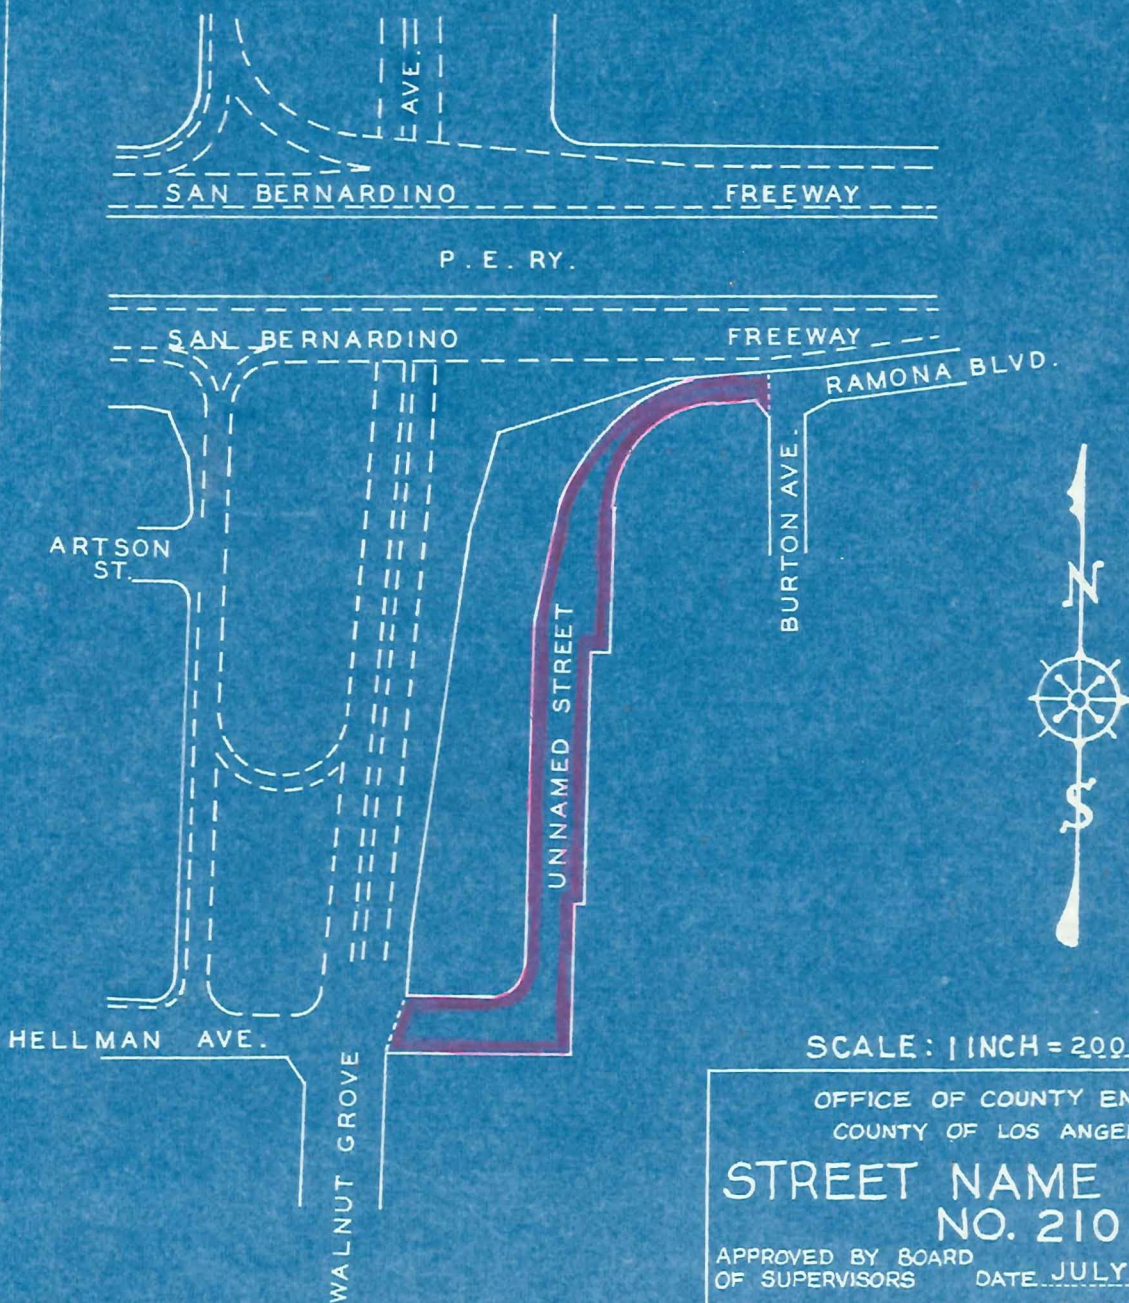 AVE.
SAN BERNARDINO FREEWAY
P. E. RY.
SAN BERNARDINO FREEWAY
RAMONA BLVD.
BURTON AVE.
ARTSON
ST.
UNNAMED STREET
N
S
HELLMAN AVE.
WALNUT GROVE
SCALE: 1 INCH = 200
OFFICE OF COUNTY EN
COUNTY OF LOS ANGE
STREET NAME
NO. 210
APPROVED BY BOARD
OF SUPERVISORS DATE JULY